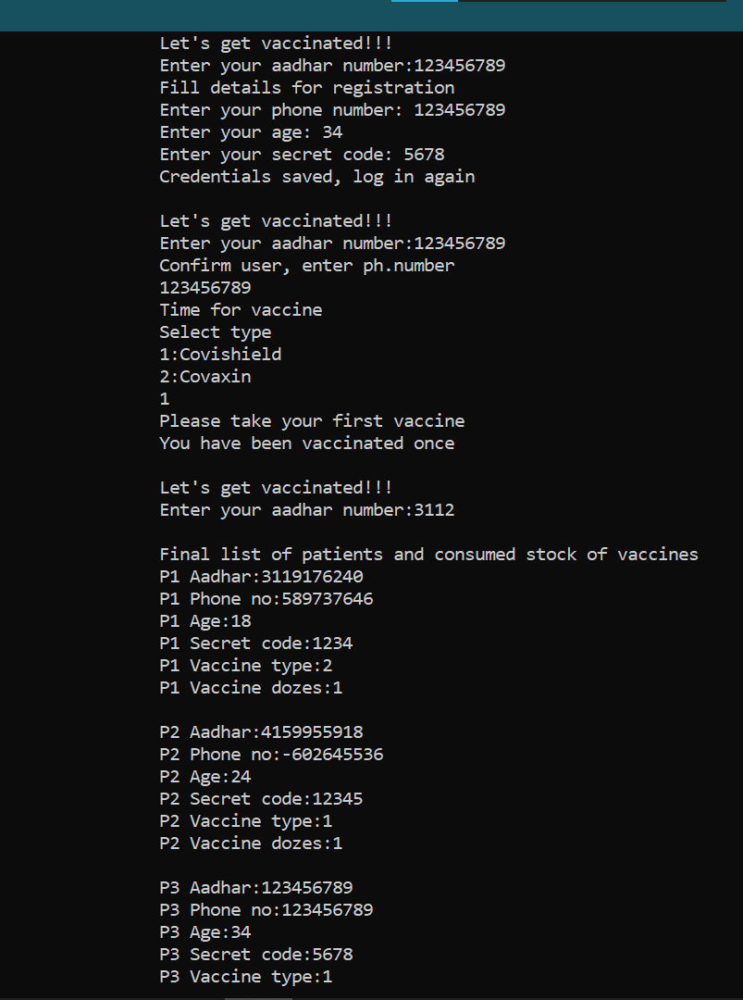 Let's get vaccinated!!!
Enter your aadhar number:123456789
Fill details for registration
Enter your phone number: 123456789
Enter your age: 34
Enter your secret code: 5678
Credentials saved, log in again
Let's get vaccinated!!!
Enter your aadhar number:123456789
Confirm user, enter ph.number
123456789
Time for vaccine
Select type
1:Covishield
2:Covaxin
1
Please take your first vaccine
You have been vaccinated once
Let's get vaccinated!!!
Enter your aadhar number:3112
Final list of patients and consumed stock of vaccines
P1 Aadhar:3119176240
P1 Phone no:589737646
P1 Age:18
P1 Secret code:1234
P1 Vaccine type:2
P1 Vaccine dozes:1
P2 Aadhar:4159955918
P2 Phone no:-602645536
P2 Age:24
P2 Secret code:12345
P2 Vaccine type:1
P2 Vaccine dozes:1
P3 Aadhar:123456789
P3 Phone no:123456789
P3 Age:34
P3 Secret code:5678
P3 Vaccine type:1